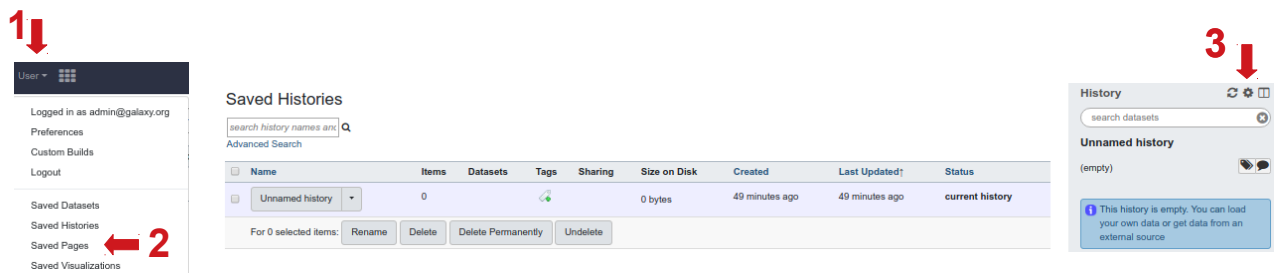 1
User
Logged in as admin@galaxy.org
Preferences
Custom Builds
Logout
Saved Datasets
Saved Histories
Saved Pages
2
Saved Visualizations
Saved Histories
search history names anc
Advanced Search
Name Items Datasets Tags Sharing Size on Disk Created Last Updated↑ Status
Unnamed history 0 0 bytes 49 minutes ago 49 minutes ago current history
For 0 selected items: Rename Delete Delete Permanently Undelete
3
History
search datasets
Unnamed history
(empty)
This history is empty. You can load
your own data or get data from an
external source